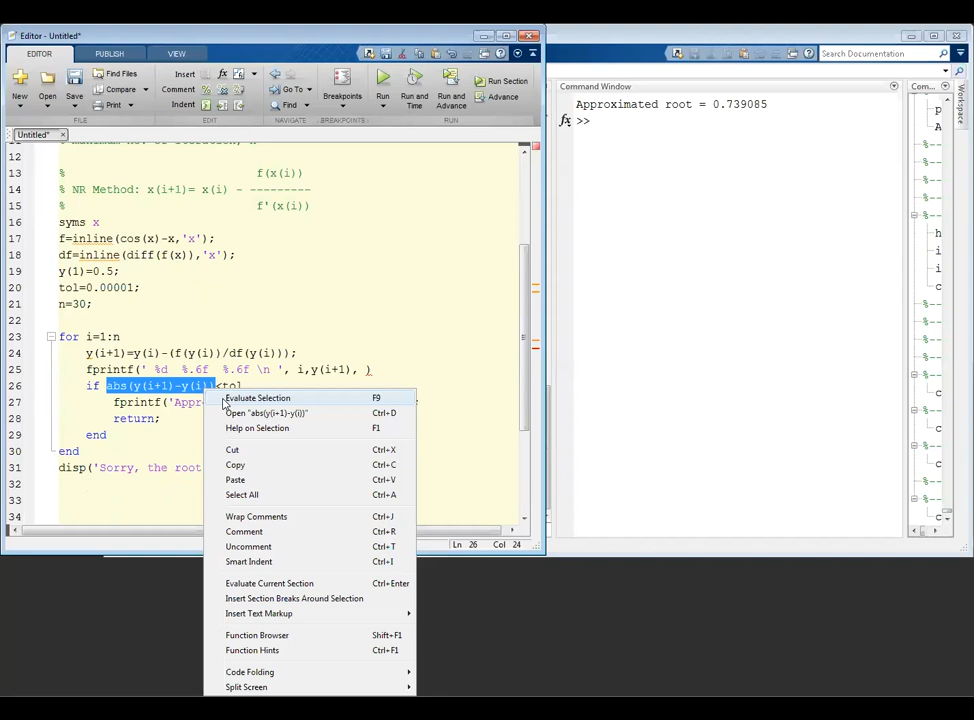 Editor - Untitled*
EDITOR PUBLISH VIEW
Search Documentation
New Open Save
Find Files
Compare
Print
Insert fx
Comment
Indent
Go To
Find
Breakpoints
Run Run and Time Run and Advance
Run Section
Advance
FILE EDIT NAVIGATE BREAKPOINTS RUN
Untitled*
12
13 % f(x(i))
14 % NR Method: x(i+1)= x(i) - ---------
15 % f'(x(i))
16 syms x
17 f=inline(cos(x)-x,'x');
18 df=inline(diff(f(x)),'x');
19 y(1)=0.5;
20 tol=0.00001;
21 n=30;
22
23 for i=1:n
24 y(i+1)=y(i)-(f(y(i))/df(y(i)));
25 fprintf(' %d %.6f %.6f \n ', i,y(i+1), )
26 if abs(y(i+1)-y(i))<tol
27 fprintf('Appr
28 return;
29 end
30 end
31 disp('Sorry, the root
32
33
34
Ln 26 Col 24
Evaluate Selection F9
Open "abs(y(i+1)-y(i))" Ctrl+D
Help on Selection F1
Cut Ctrl+X
Copy Ctrl+C
Paste Ctrl+V
Select All Ctrl+A
Wrap Comments Ctrl+J
Comment Ctrl+R
Uncomment Ctrl+T
Smart Indent Ctrl+I
Evaluate Current Section Ctrl+Enter
Insert Section Breaks Around Selection
Insert Text Markup
Function Browser Shift+F1
Function Hints Ctrl+F1
Code Folding
Split Screen
Command Window
Approximated root = 0.739085
fx >>
Com...
Workspace
p
A
%--
%--
%--
%--
%--
h
i
c
%--
%--
%--
%--
%--
%--
%--
%--
i
c